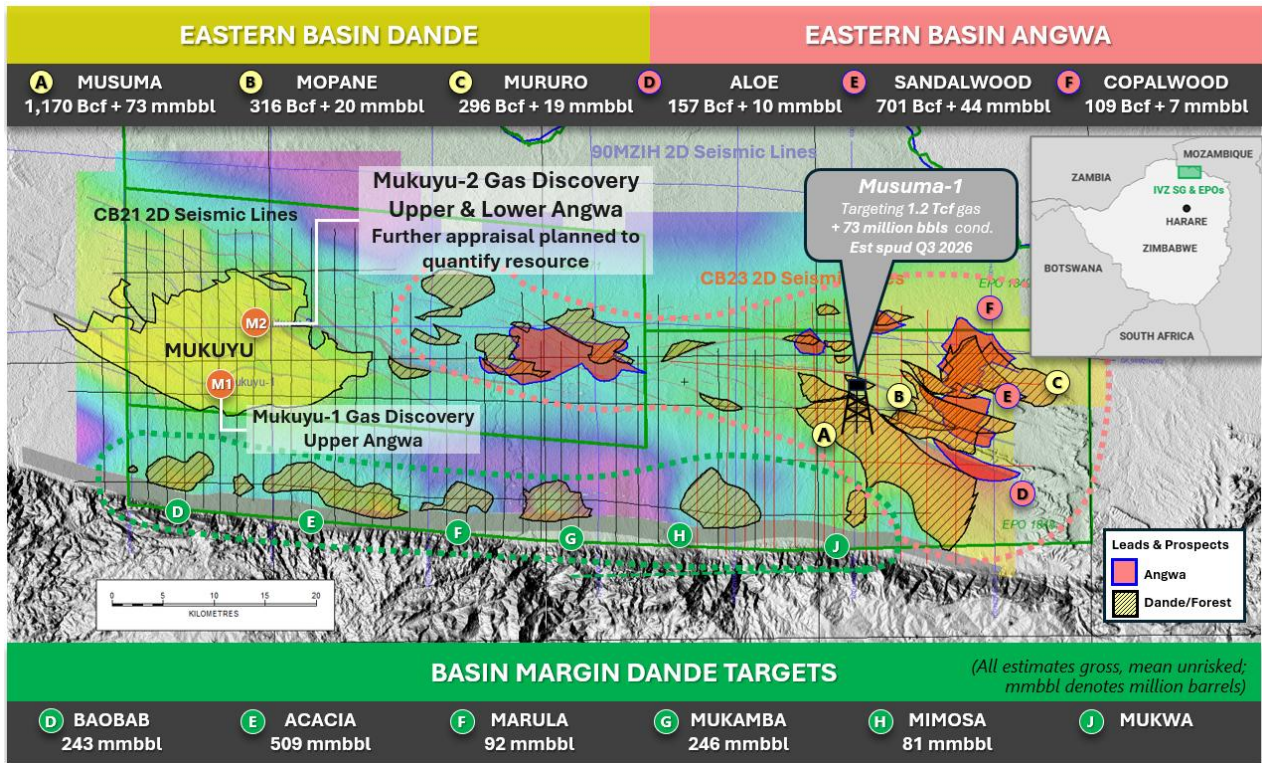 EASTERN BASIN DANDE
EASTERN BASIN ANGWA
A MUSUMA
1,170 Bcf + 73 mmbbl
B MOPANE
316 Bcf + 20 mmbbl
C MURURO
296 Bcf + 19 mmbbl
D ALOE
157 Bcf + 10 mmbbl
E SANDALWOOD
701 Bcf + 44 mmbbl
F COPALWOOD
109 Bcf + 7 mmbbl
90MZIH 2D Seismic Lines
CB21 2D Seismic Lines
Mukuyu-2 Gas Discovery
Upper & Lower Angwa
Further appraisal planned to
quantify resource
Musuma-1
Targeting 1.2 Tcf gas
+ 73 million bbls cond.
Est spud Q3 2026
CB23 2D Seismic
MOZAMBIQUE
ZAMBIA
IVZ SG & EPOs
HARARE
ZIMBABWE
BOTSWANA
SOUTH AFRICA
M2
MUKUYU
M1
Mukuyu-1 Gas Discovery
Upper Angwa
F
C
B
E
A
D
D
E
F
G
H
J
KILOMETRES
0 5 10 15 20
Leads & Prospects
Angwa
Dande/Forest
BASIN MARGIN DANDE TARGETS
(All estimates gross, mean unrisked;
mmbbl denotes million barrels)
D BAOBAB
243 mmbbl
E ACACIA
509 mmbbl
F MARULA
92 mmbbl
G MUKAMBA
246 mmbbl
H MIMOSA
81 mmbbl
J MUKWA